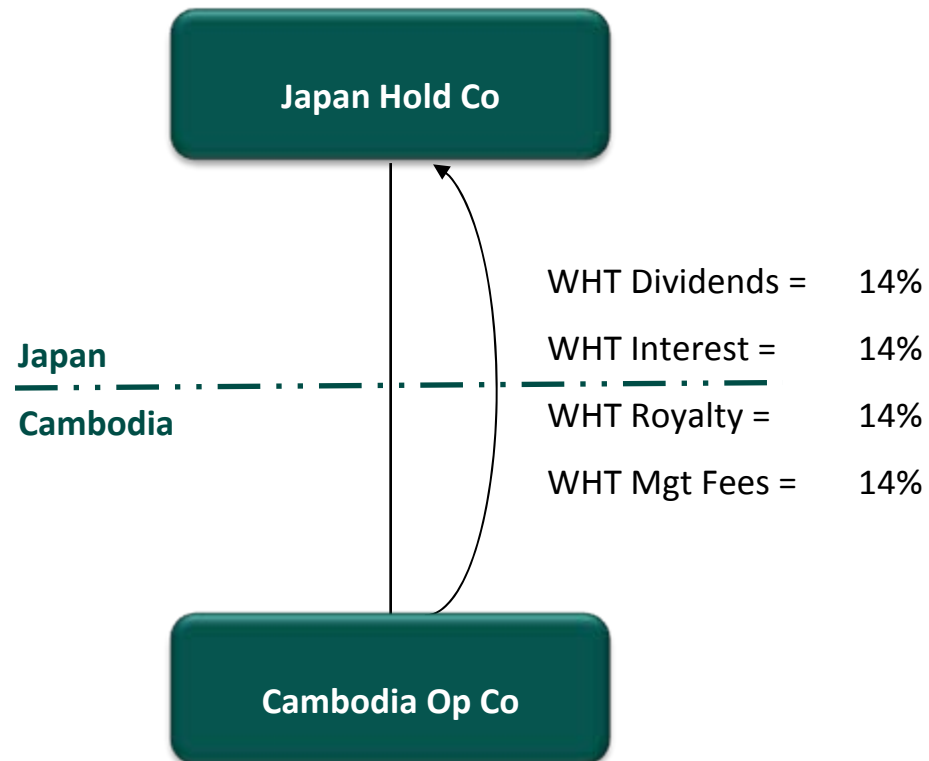 Japan Hold Co
WHT Dividends = 14%
WHT Interest = 14%
Japan
Cambodia
WHT Royalty = 14%
WHT Mgt Fees = 14%
Cambodia Op Co